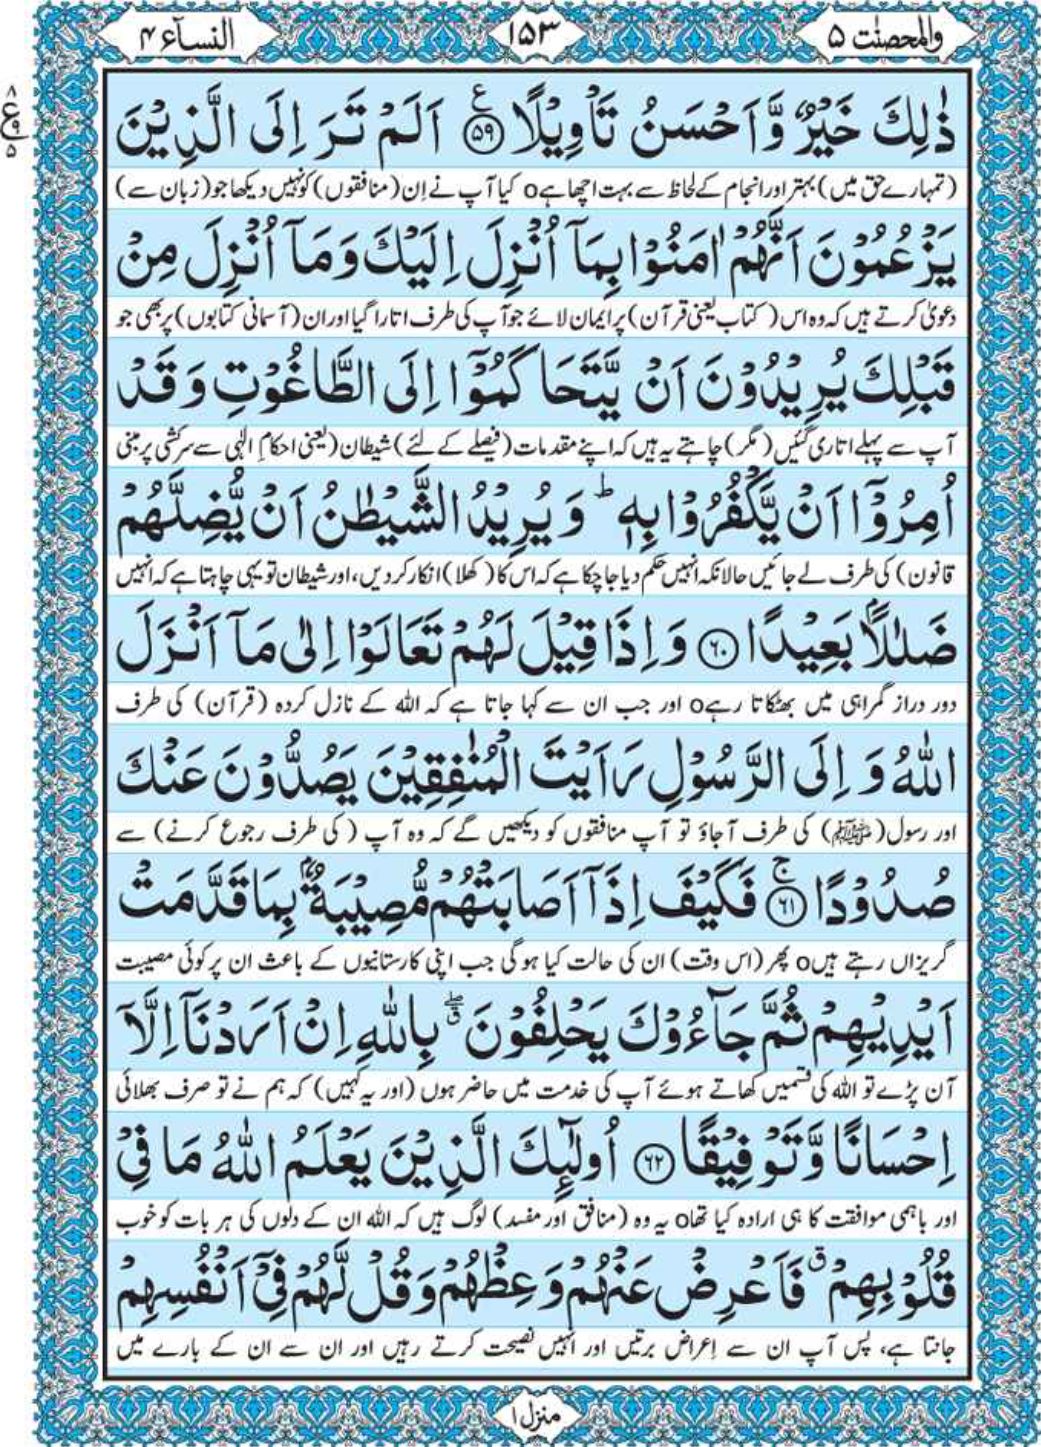 والمحصنٰت ۵
۱۵۳
النسآء ۴
ع
۸
۹
۵
ذٰلِكَ خَيْرٌ وَّاَحْسَنُ تَاْوِيْلًا ۵۹ ع اَلَمْ تَرَ اِلَى الَّذِيْنَ
(تمہارے حق میں) بہتر اور انجام کے لحاظ سے بہت اچھا ہےo کیا آپ نے اِن (منافقوں) کو نہیں دیکھا جو (زبان سے)
يَزْعُمُوْنَ اَنَّهُمْ اٰمَنُوْا بِمَاۤ اُنْزِلَ اِلَيْكَ وَمَاۤ اُنْزِلَ مِنْ
دعویٰ کرتے ہیں کہ وہ اس (کتاب یعنی قرآن) پر ایمان لائے جو آپ کی طرف اتارا گیا اور ان (آسمانی کتابوں) پر بھی جو
قَبْلِكَ يُرِيْدُوْنَ اَنْ يَّتَحَاكَمُوْۤا اِلَى الطَّاغُوْتِ وَقَدْ
آپ سے پہلے اتاری گئیں (مگر) چاہتے یہ ہیں کہ اپنے مقدمات (فیصلے کے لئے) شیطان (یعنی احکامِ الٰہی سے سرکشی پر مبنی
اُمِرُوْۤا اَنْ يَّكْفُرُوْا بِهٖ ؕ وَيُرِيْدُ الشَّيْطٰنُ اَنْ يُّضِلَّهُمْ
قانون) کی طرف لے جائیں حالانکہ انہیں حکم دیا جا چکا ہے کہ اس کا (کھلا) انکار کر دیں، اور شیطان تو یہی چاہتا ہے کہ انہیں
ضَلٰلًاۢ بَعِيْدًا ۶۰ وَاِذَا قِيْلَ لَهُمْ تَعَالَوْا اِلٰى مَاۤ اَنْزَلَ
دور دراز گمراہی میں بھٹکاتا رہےo اور جب ان سے کہا جاتا ہے کہ اللہ کے نازل کردہ (قرآن) کی طرف
اللّٰهُ وَاِلَى الرَّسُوْلِ رَاَيْتَ الْمُنٰفِقِيْنَ يَصُدُّوْنَ عَنْكَ
اور رسول (ﷺ) کی طرف آجاؤ تو آپ منافقوں کو دیکھیں گے کہ وہ آپ (کی طرف رجوع کرنے) سے
صُدُوْدًا ۶۱ ج فَكَيْفَ اِذَاۤ اَصَابَتْهُمْ مُّصِيْبَةٌۢ بِمَا قَدَّمَتْ
گریزاں رہتے ہیںo پھر (اس وقت) ان کی حالت کیا ہوگی جب اپنی کارستانیوں کے باعث ان پر کوئی مصیبت
اَيْدِيْهِمْ ثُمَّ جَآءُوْكَ يَحْلِفُوْنَ ۖق بِاللّٰهِ اِنْ اَرَدْنَاۤ اِلَّاۤ
آن پڑے تو اللہ کی قسمیں کھاتے ہوئے آپ کی خدمت میں حاضر ہوں (اور یہ کہیں) کہ ہم نے تو صرف بھلائی
اِحْسَانًا وَّتَوْفِيْقًا ۶۲ اُولٰٓئِكَ الَّذِيْنَ يَعْلَمُ اللّٰهُ مَا فِيْ
اور باہمی موافقت کا ہی ارادہ کیا تھاo یہ وہ (منافق اور مفسد) لوگ ہیں کہ اللہ ان کے دلوں کی ہر بات کو خوب
قُلُوْبِهِمْ ق فَاَعْرِضْ عَنْهُمْ وَعِظْهُمْ وَقُلْ لَّهُمْ فِيْۤ اَنْفُسِهِمْ
جانتا ہے، پس آپ ان سے اِعراض برتیں اور انہیں نصیحت کرتے رہیں اور ان سے ان کے بارے میں
منزل ۱